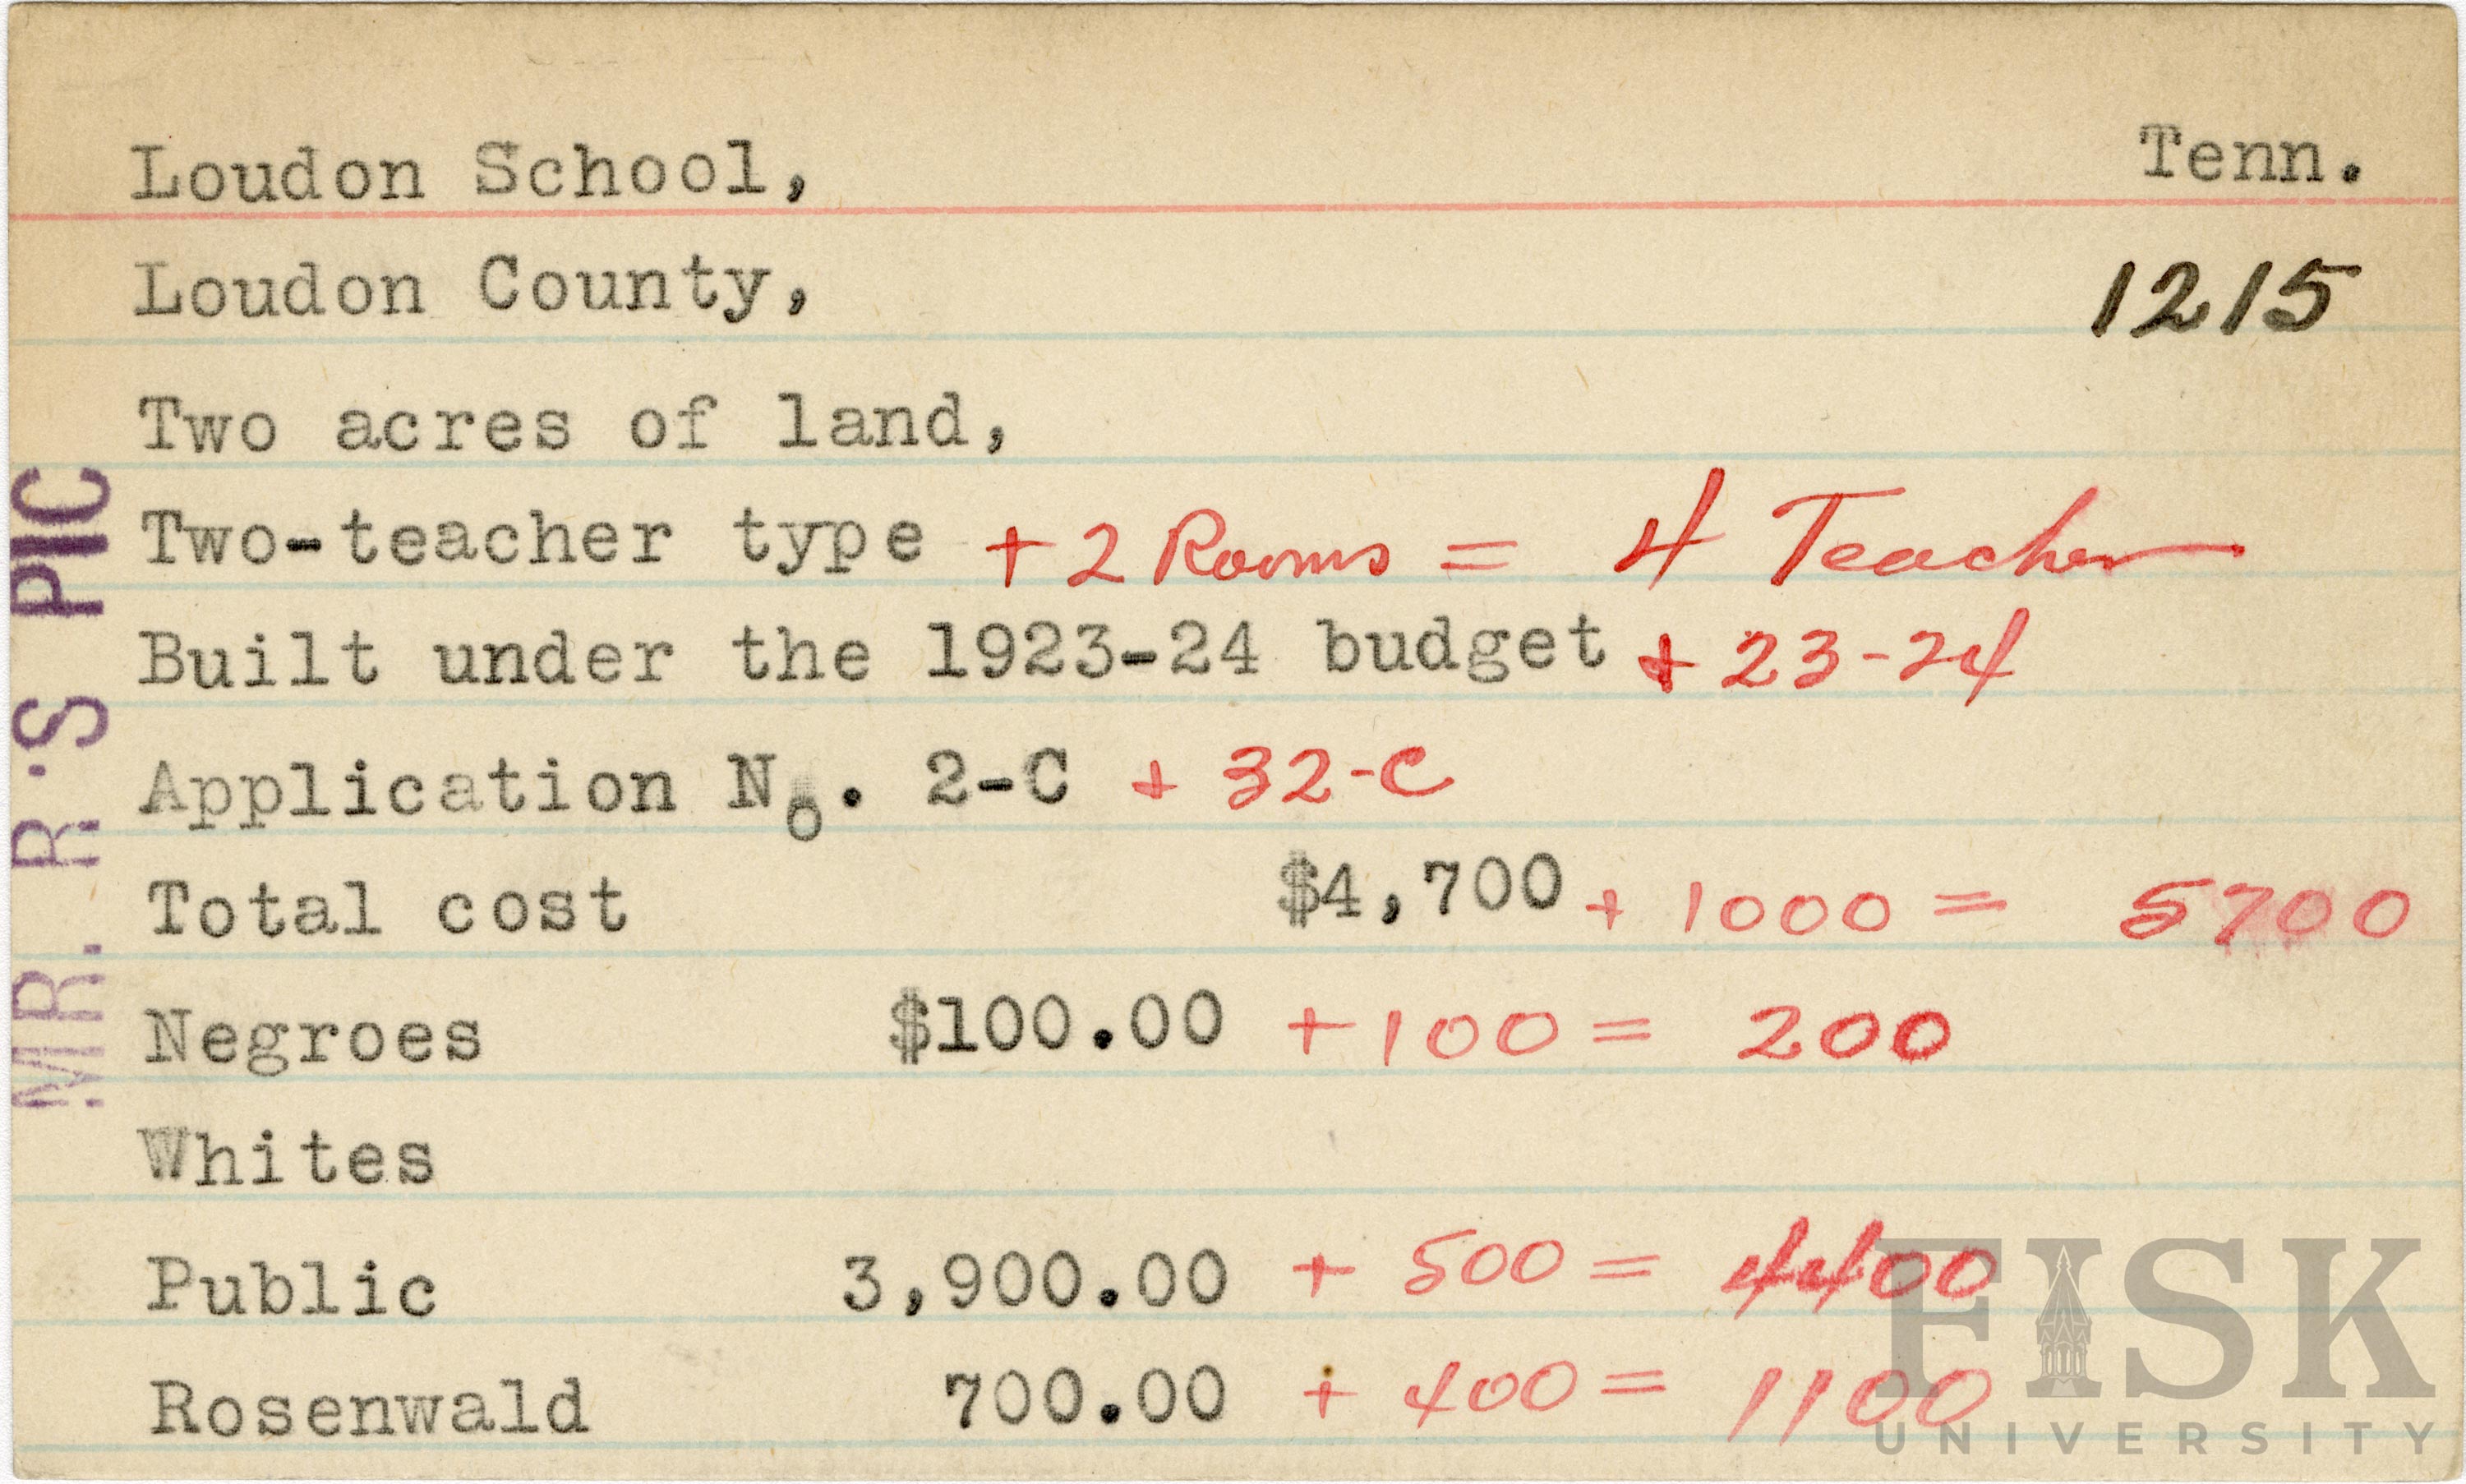 Loudon School, Tenn.
Loudon County, 1215
Two acres of land,
Two-teacher type + 2 Rooms = 4 Teacher
Built under the 1923-24 budget + 23-24
Application No. 2-C + 32-C
Total cost $4,700 + 1000 = 5700
Negroes $100.00 + 100 = 200
Whites
Public 3,900.00 + 500 = 4400
Rosenwald 700.00 + 400 = 1100
MR. R'S PIC
FISK
UNIVERSITY